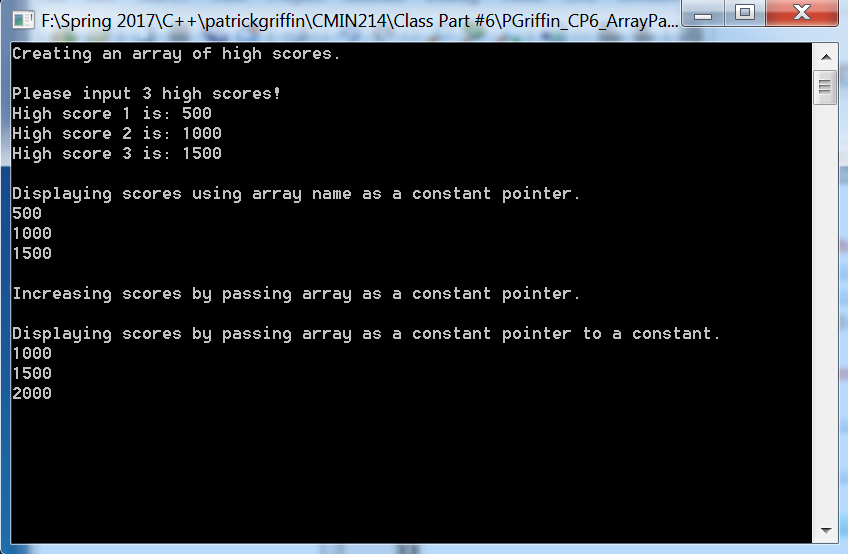 F:\Spring 2017\C++\patrickgriffin\CMIN214\Class Part #6\PGriffin_CP6_ArrayPa...
Creating an array of high scores.
Please input 3 high scores!
High score 1 is: 500
High score 2 is: 1000
High score 3 is: 1500
Displaying scores using array name as a constant pointer.
500
1000
1500
Increasing scores by passing array as a constant pointer.
Displaying scores by passing array as a constant pointer to a constant.
1000
1500
2000